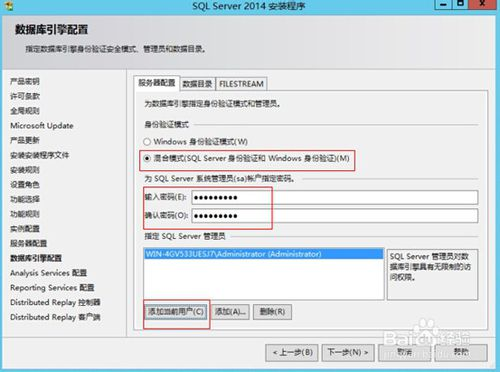 SQL Server 2014 安装程序
数据库引擎配置
指定数据库引擎身份验证安全模式、管理员和数据目录。
产品密钥
许可条款
全局规则
Microsoft Update
产品更新
安装安装程序文件
安装规则
设置角色
功能选择
功能规则
实例配置
服务器配置
数据库引擎配置
Analysis Services 配置
Reporting Services 配置
Distributed Replay 控制器
Distributed Replay 客户端
服务器配置 数据目录 FILESTREAM
为数据库引擎指定身份验证模式和管理员。
身份验证模式
Windows 身份验证模式(W)
混合模式(SQL Server 身份验证和 Windows 身份验证)(M)
为 SQL Server 系统管理员(sa)帐户指定密码。
输入密码(E): ●●●●●●●●●
确认密码(O): ●●●●●●●●●
指定 SQL Server 管理员
WIN-4GV533UESJ7\Administrator (Administrator)
SQL Server 管理员对数
据库引擎具有无限制的访
问权限。
添加当前用户(C) 添加(A)... 删除(R)
< 上一步(B) 下一步(N) > 取消 帮助
Baidu 经验